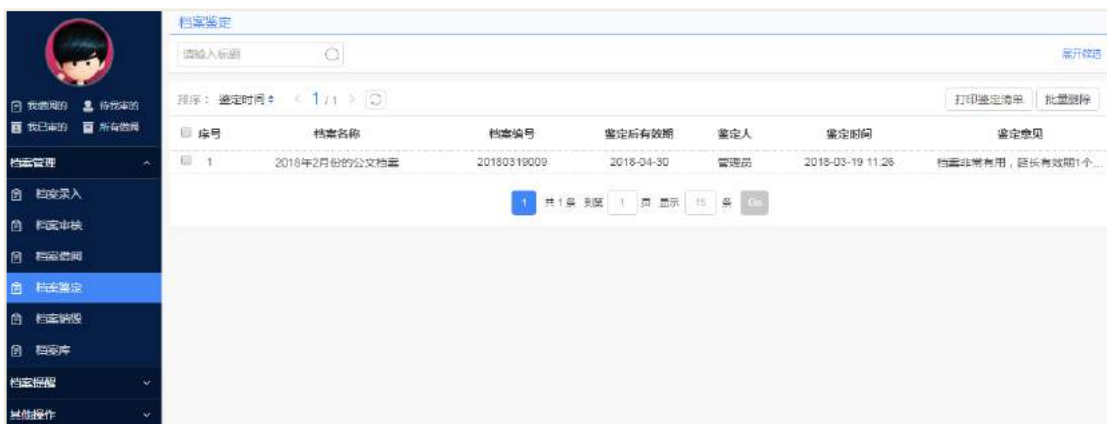 档案鉴定
请输入标题
展开筛选
我借阅的 待我审的
我已审的 所有借阅
排序： 鉴定时间 < 1 / 1 >
打印鉴定清单 批量删除
序号 档案名称 档案编号 鉴定后有效期 鉴定人 鉴定时间 鉴定意见
1 2018年2月份的公文档案 20180319009 2018-04-30 管理员 2018-03-19 11:26 档案非常有用，延长有效期1个...
1 共1条 到第 1 页 显示 15 条 Go
档案管理
档案录入
档案审核
档案借阅
档案鉴定
档案销毁
档案库
档案提醒
其他操作